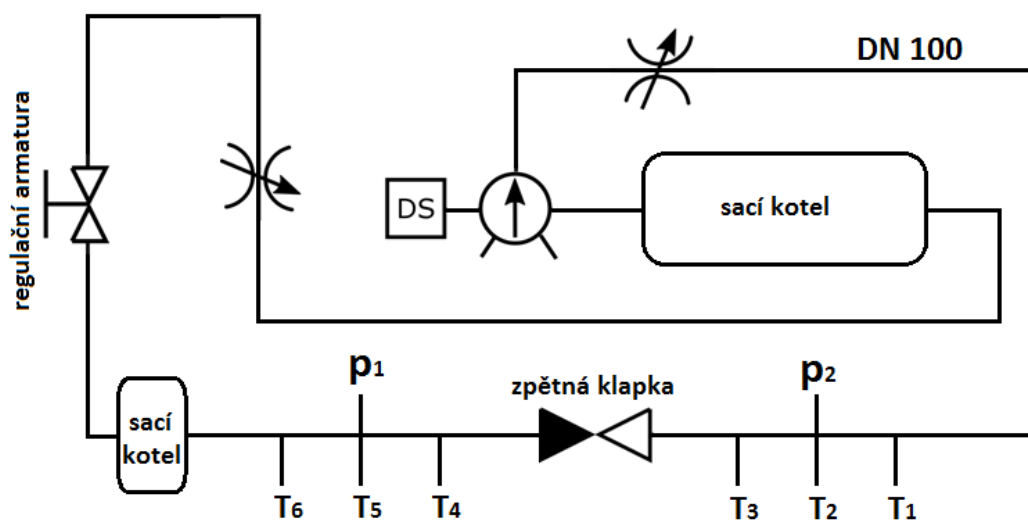 DN 100
regulační armatura
DS
sací kotel
p1
zpětná klapka
p2
sací
kotel
T6
T5
T4
T3
T2
T1